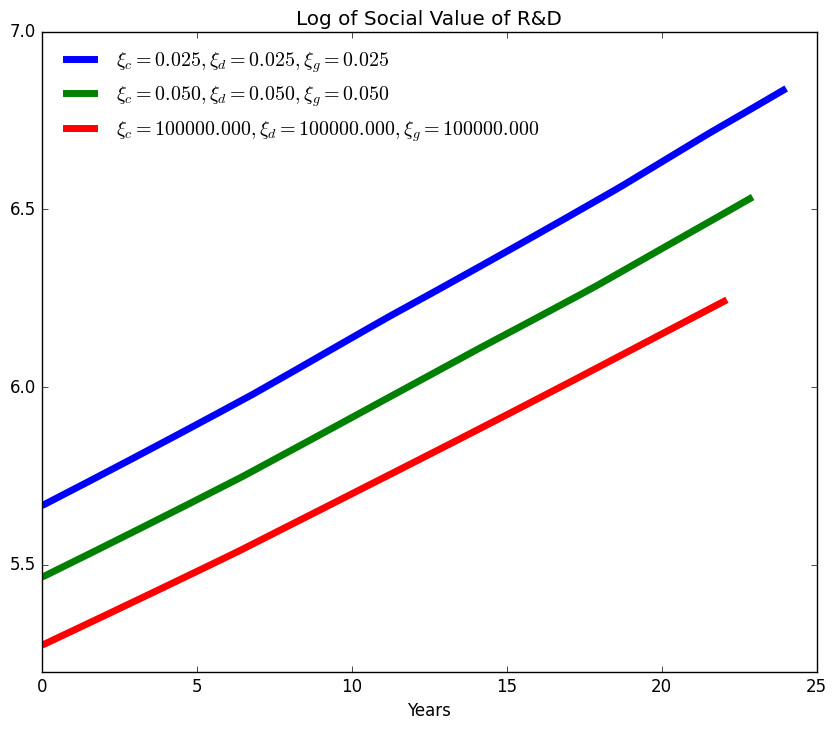 Log of Social Value of R&D
ξc = 0.025, ξd = 0.025, ξg = 0.025
ξc = 0.050, ξd = 0.050, ξg = 0.050
ξc = 100000.000, ξd = 100000.000, ξg = 100000.000
7.0
6.5
6.0
5.5
0 5 10 15 20 25
Years